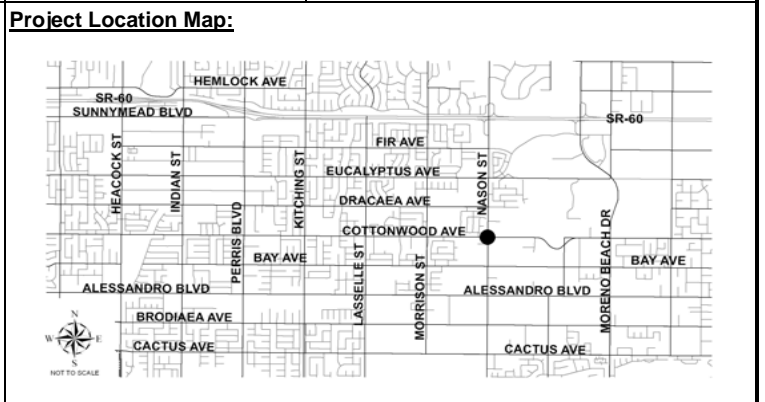 Project Location Map:
HEMLOCK AVE
SR-60
SUNNYMEAD BLVD
SR-60
FIR AVE
EUCALYPTUS AVE
HEACOCK ST
INDIAN ST
KITCHING ST
NASON ST
DRACAEA AVE
PERRIS BLVD
COTTONWOOD AVE
BAY AVE
LASSELLE ST
MORRISON ST
MORENO BEACH DR
BAY AVE
ALESSANDRO BLVD
ALESSANDRO BLVD
BRODIAEA AVE
CACTUS AVE
CACTUS AVE
N
W
E
S
NOT TO SCALE